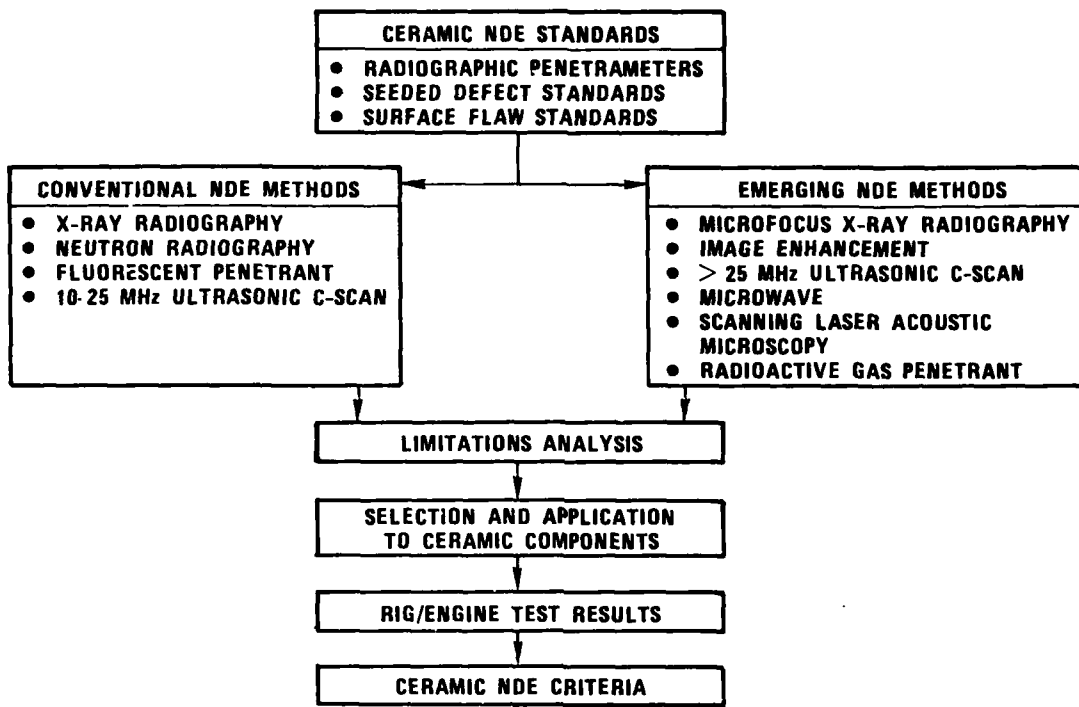 CERAMIC NDE STANDARDS
● RADIOGRAPHIC PENETRAMETERS
● SEEDED DEFECT STANDARDS
● SURFACE FLAW STANDARDS
CONVENTIONAL NDE METHODS
● X-RAY RADIOGRAPHY
● NEUTRON RADIOGRAPHY
● FLUORESCENT PENETRANT
● 10-25 MHz ULTRASONIC C-SCAN
EMERGING NDE METHODS
● MICROFOCUS X-RAY RADIOGRAPHY
● IMAGE ENHANCEMENT
● > 25 MHz ULTRASONIC C-SCAN
● MICROWAVE
● SCANNING LASER ACOUSTIC
MICROSCOPY
● RADIOACTIVE GAS PENETRANT
LIMITATIONS ANALYSIS
SELECTION AND APPLICATION
TO CERAMIC COMPONENTS
RIG/ENGINE TEST RESULTS
CERAMIC NDE CRITERIA